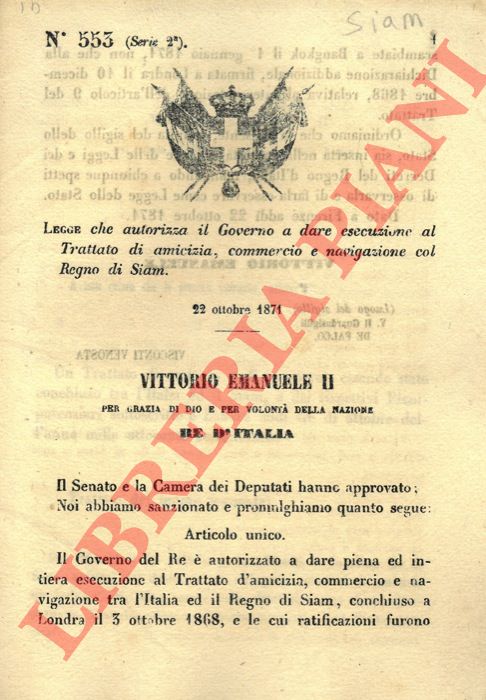 1D
Siam
N° 553 (Serie 2ª).
1
LEGGE che autorizza il Governo a dare esecuzione al
Trattato di amicizia, commercio e navigazione col
Regno di Siam.
22 ottobre 1871
VITTORIO EMANUELE II
PER GRAZIA DI DIO E PER VOLONTÀ DELLA NAZIONE
RE D'ITALIA
Il Senato e la Camera dei Deputati hanno approvato;
Noi abbiamo sanzionato e promulghiamo quanto segue:
Articolo unico.
Il Governo del Re è autorizzato a dare piena ed in-
tiera esecuzione al Trattato d'amicizia, commercio e na-
vigazione tra l'Italia ed il Regno di Siam, conchiuso a
Londra il 3 ottobre 1868, e le cui ratificazioni furono
LIBRERIA PIANI